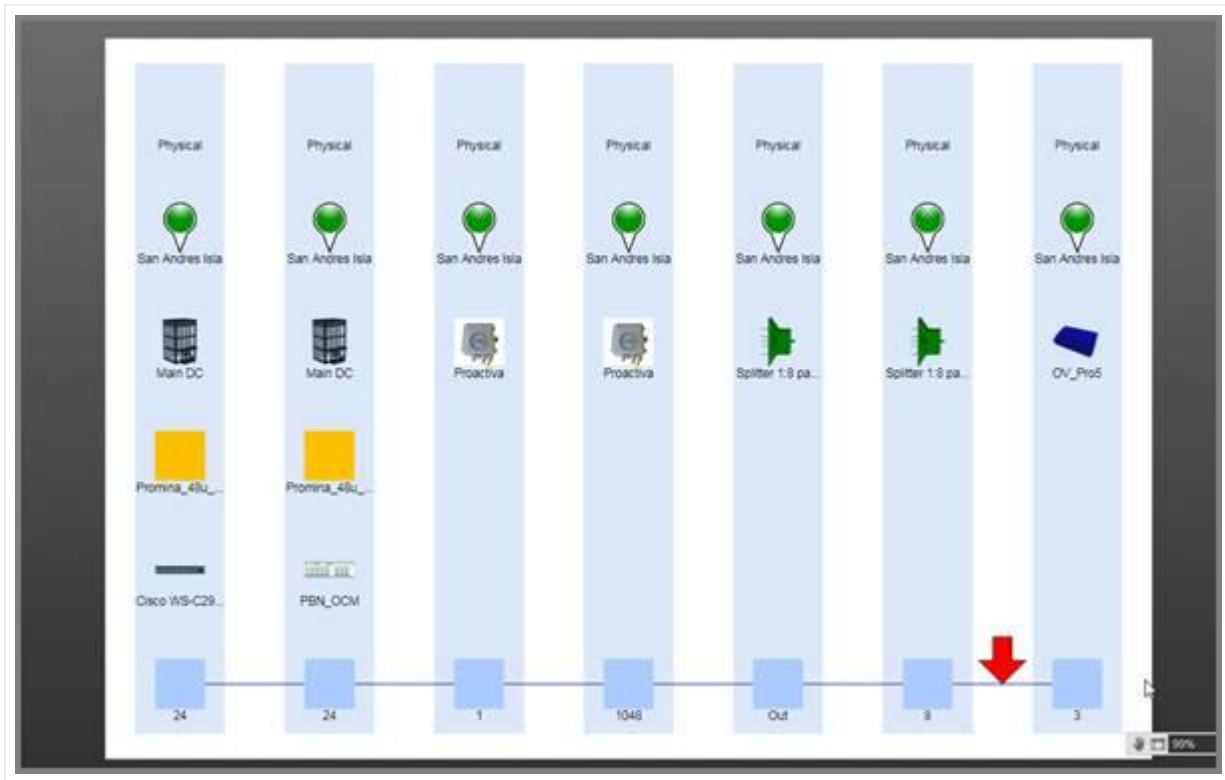 Physical Physical Physical Physical Physical Physical Physical
San Andres Isla San Andres Isla San Andres Isla San Andres Isla San Andres Isla San Andres Isla San Andres Isla
Main DC Main DC Proactiva Proactiva Splitter 1:8 pa... Splitter 1:8 pa... OV_Pro5
Promina_48u_... Promina_48u_...
Cisco WS-C29... PBN_OCM
24 24 1 1048 Out 8 3
99%